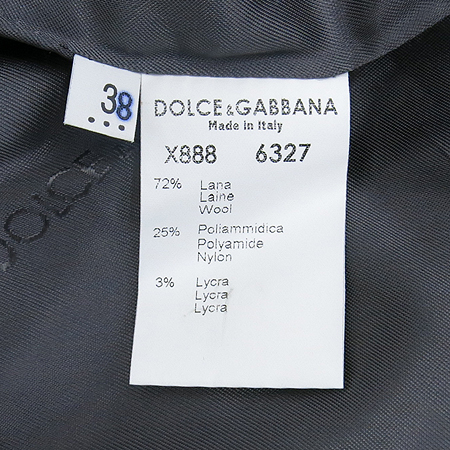 38
DOLCE&GABBANA
Made in Italy
X888 6327
72% Lana
Laine
Wool
25% Poliammidica
Polyamide
Nylon
3% Lycra
Lycra
Lycra
DOLCE